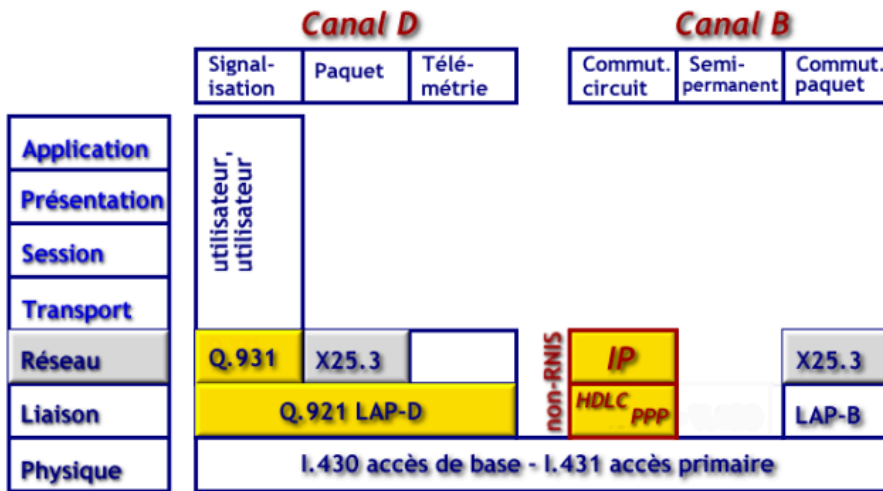 Canal D
Canal B
Signal-
isation
Paquet
Télé-
métrie
Commut.
circuit
Semi-
permanent
Commut.
paquet
Application
Présentation
Session
Transport
utilisateur,
utilisateur
Réseau
Q.931
X25.3
non-RNIS
IP
X25.3
Liaison
Q.921 LAP-D
HDLC
PPP
LAP-B
Physique
I.430 accès de base - I.431 accès primaire